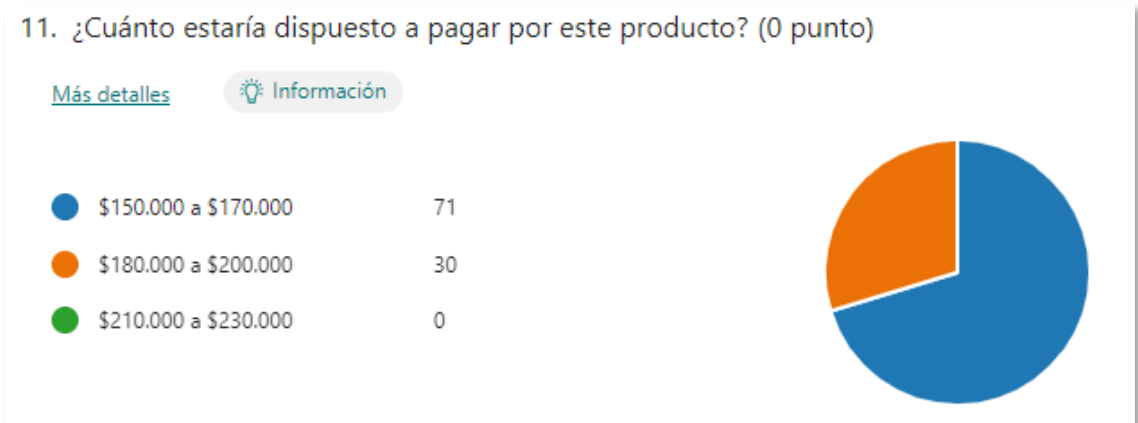 11. ¿Cuánto estaría dispuesto a pagar por este producto? (0 punto)
Más detalles
Información
$150.000 a $170.000 71
$180.000 a $200.000 30
$210.000 a $230.000 0